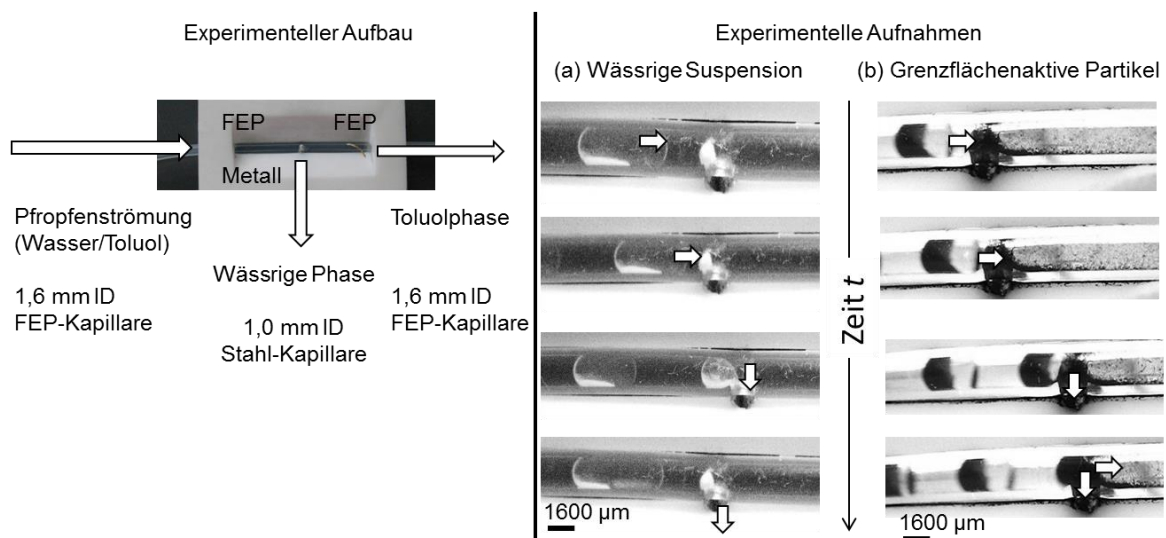 Experimenteller Aufbau
FEP
FEP
Metall
Pfropfenströmung
(Wasser/Toluol)
1,6 mm ID
FEP-Kapillare
Wässrige Phase
1,0 mm ID
Stahl-Kapillare
Toluolphase
1,6 mm ID
FEP-Kapillare
Experimentelle Aufnahmen
(a) Wässrige Suspension
(b) Grenzflächenaktive Partikel
Zeit t
1600 µm
1600 µm